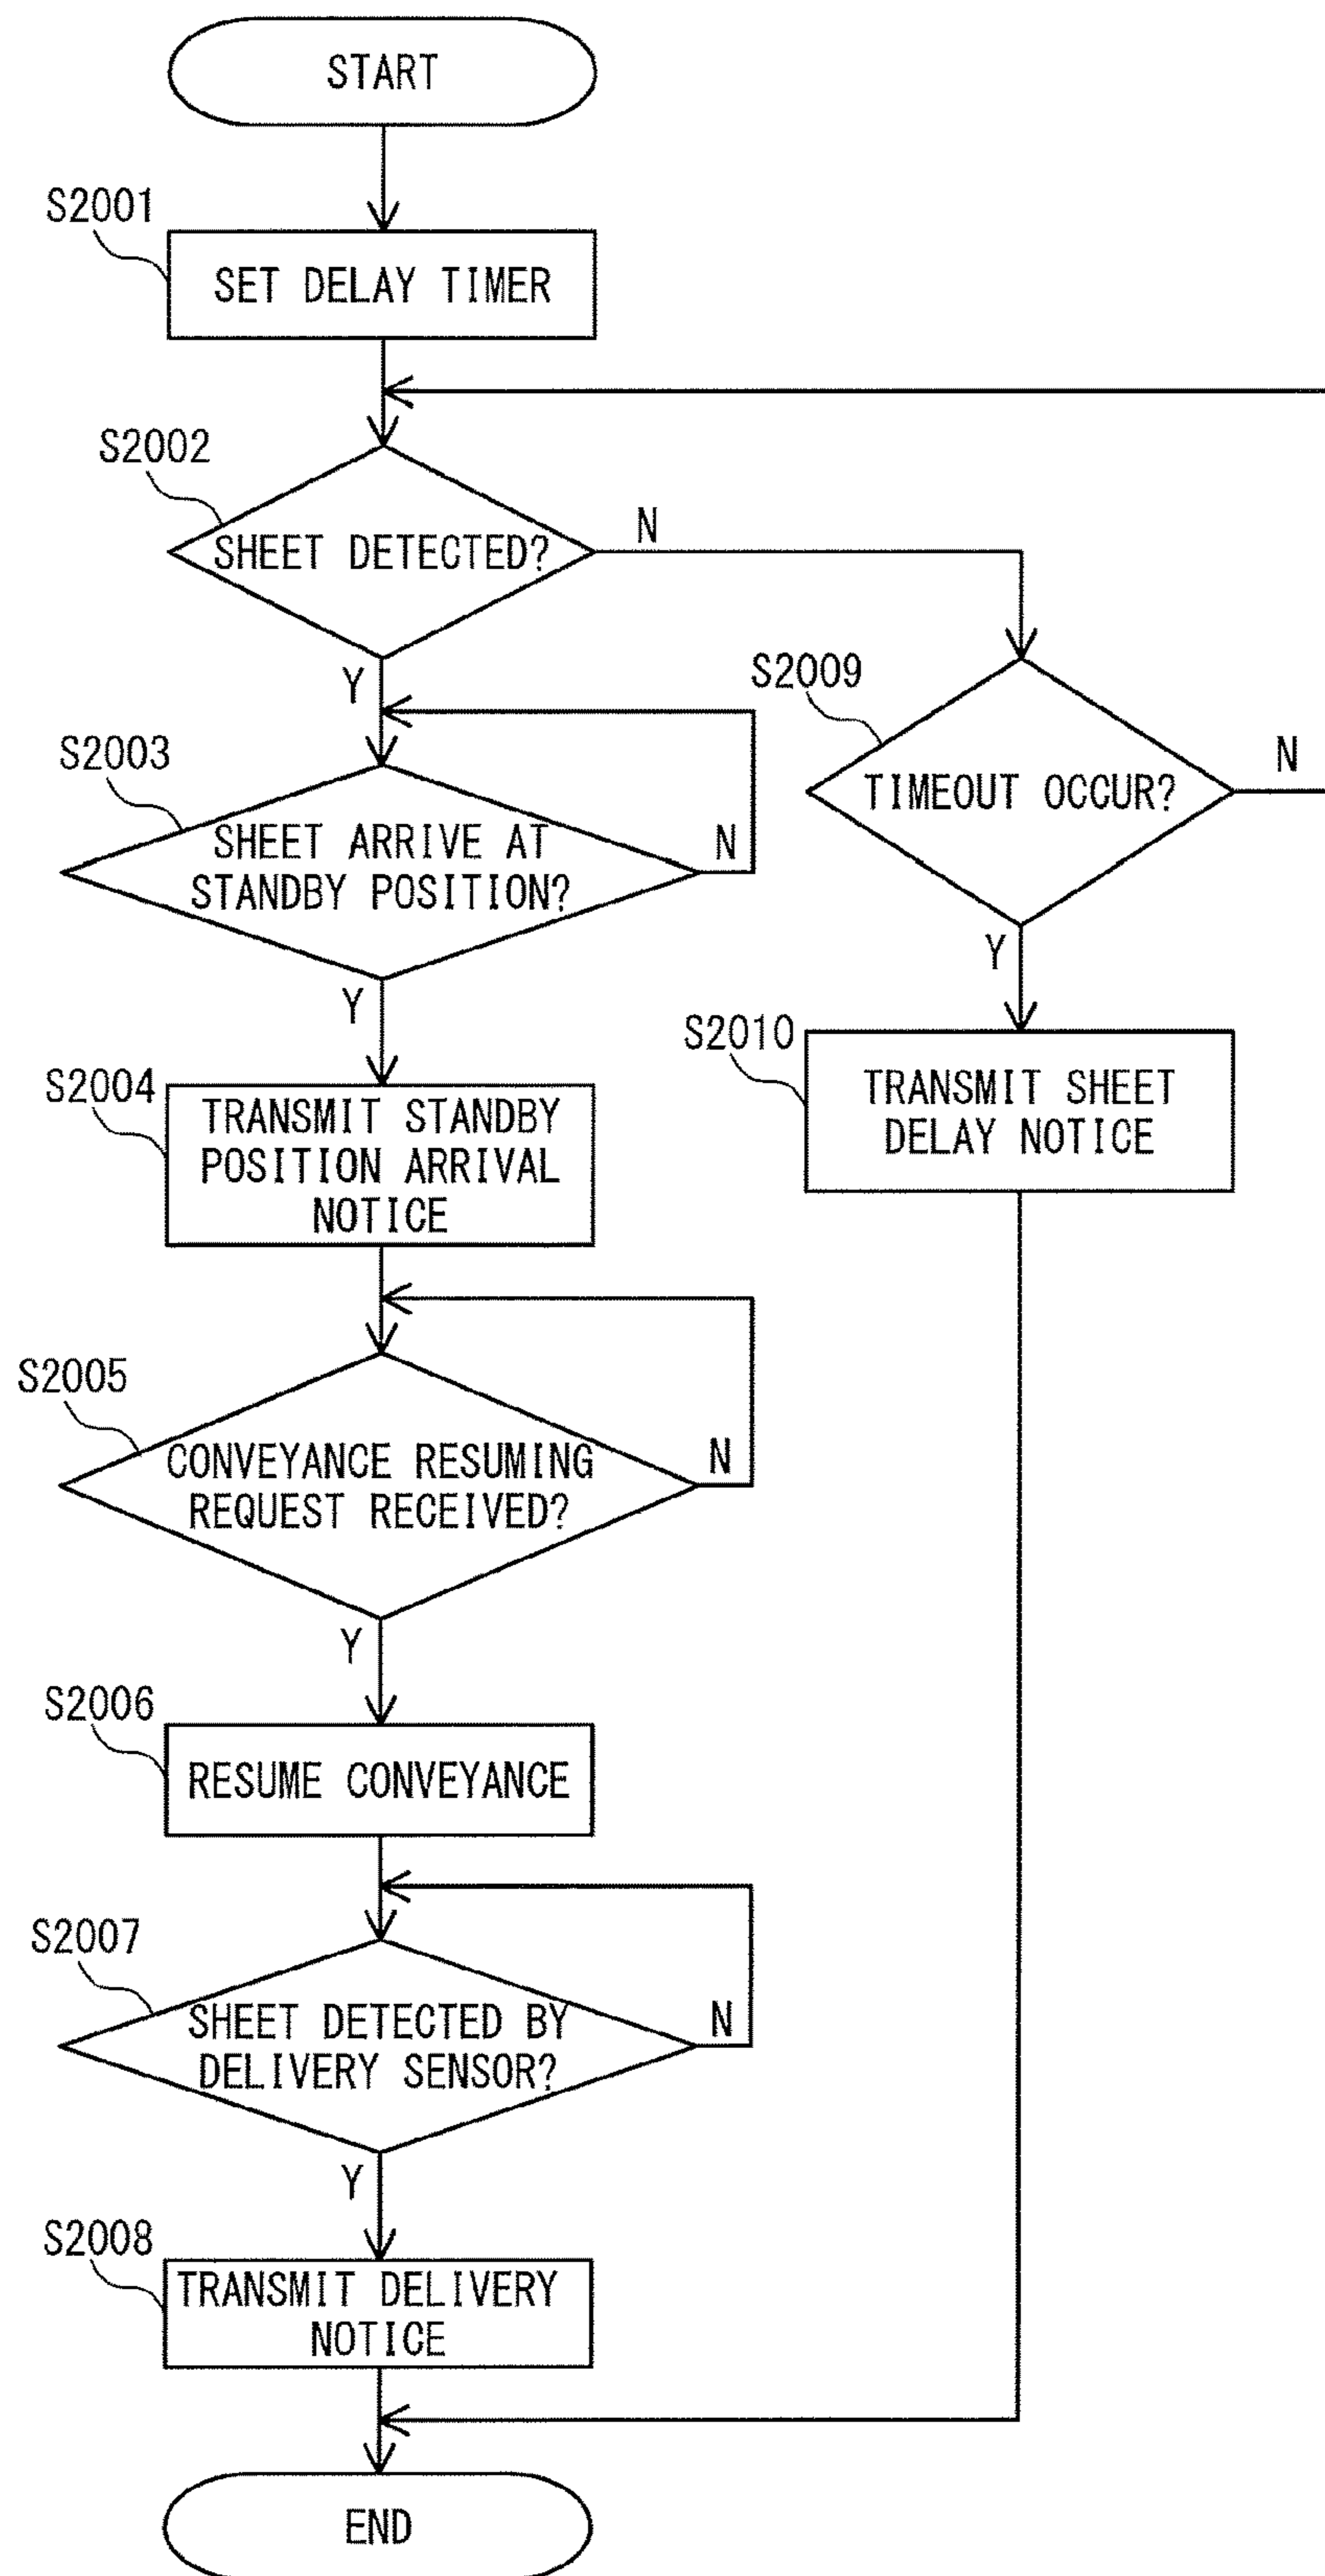 START
S2001
SET DELAY TIMER
S2002
SHEET DETECTED?
N
Y
S2009
TIMEOUT OCCUR?
N
Y
S2003
SHEET ARRIVE AT
STANDBY POSITION?
N
Y
S2010
TRANSMIT SHEET
DELAY NOTICE
S2004
TRANSMIT STANDBY
POSITION ARRIVAL
NOTICE
S2005
CONVEYANCE RESUMING
REQUEST RECEIVED?
N
Y
S2006
RESUME CONVEYANCE
S2007
SHEET DETECTED BY
DELIVERY SENSOR?
N
Y
S2008
TRANSMIT DELIVERY
NOTICE
END